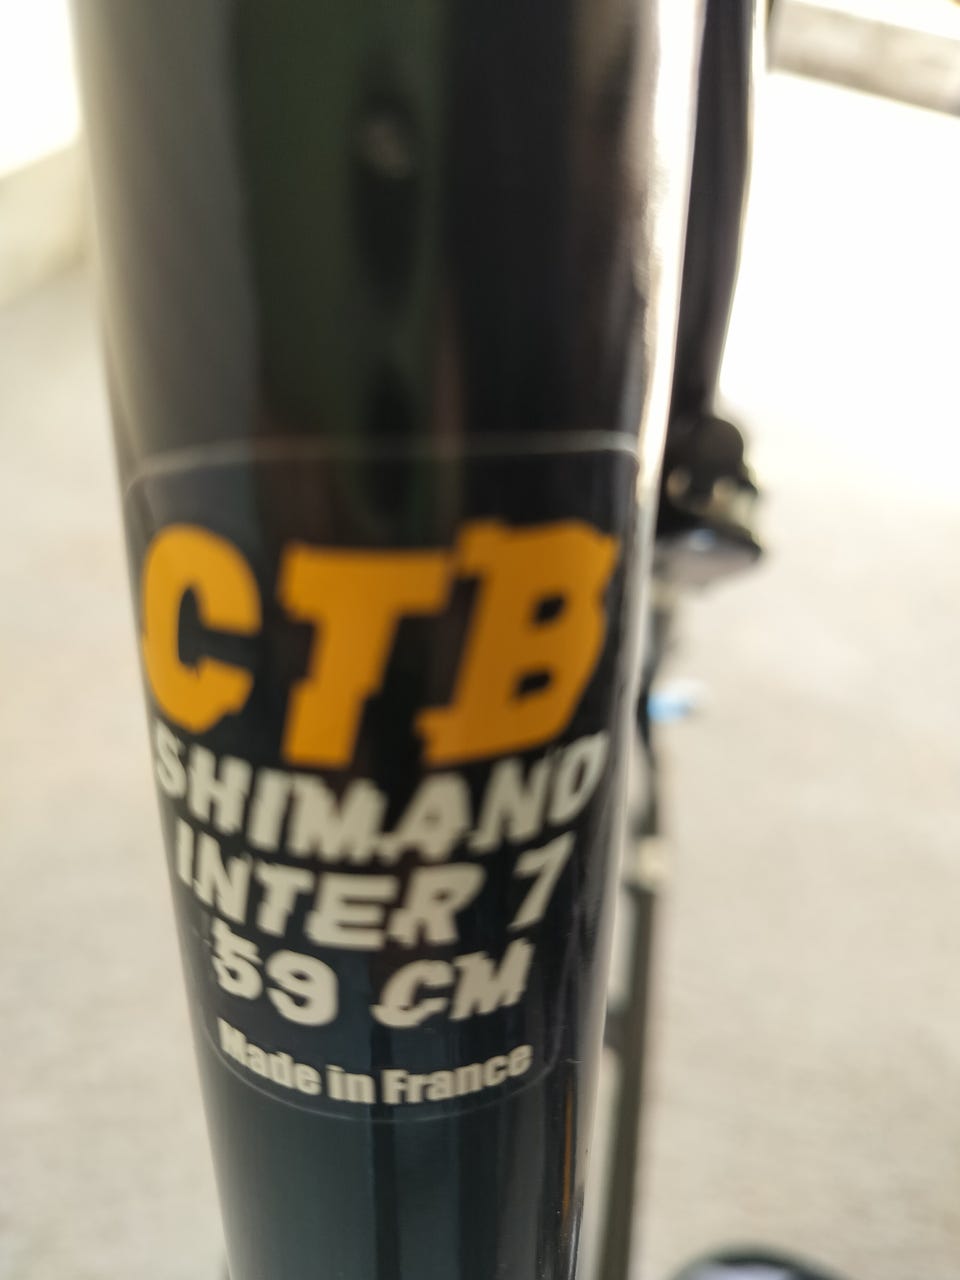 CTB
SHIMANO
INTER 7
59 CM
Made in France